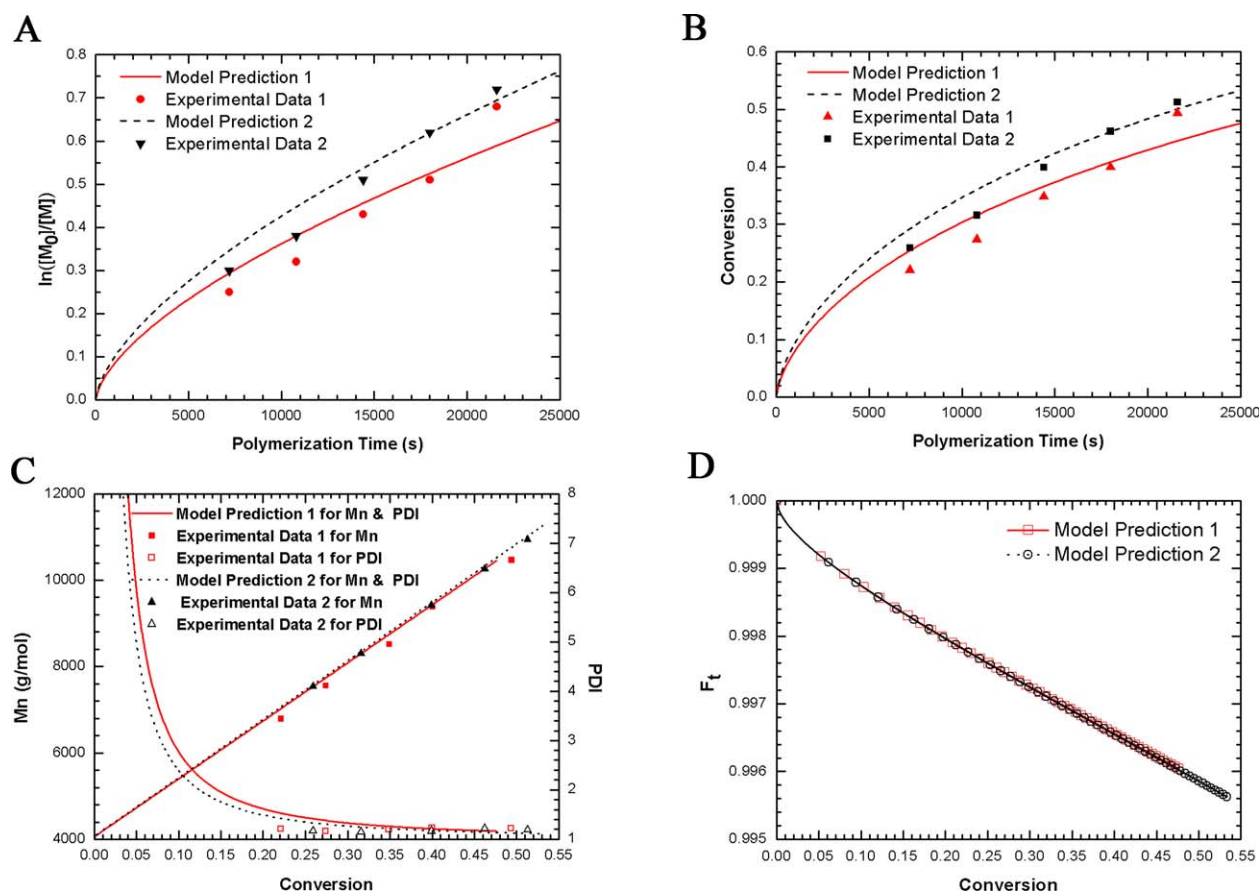 A
0.8
0.7
0.6
0.5
0.4
0.3
0.2
0.1
0.0
ln([M₀]/[M])
Model Prediction 1
Experimental Data 1
Model Prediction 2
Experimental Data 2
0 5000 10000 15000 20000 25000
Polymerization Time (s)
B
0.6
0.5
0.4
0.3
0.2
0.1
0.0
Conversion
Model Prediction 1
Model Prediction 2
Experimental Data 1
Experimental Data 2
0 5000 10000 15000 20000 25000
Polymerization Time (s)
C
12000
10000
8000
6000
4000
Mn (g/mol)
Model Prediction 1 for Mn & PDI
Experimental Data 1 for Mn
Experimental Data 1 for PDI
Model Prediction 2 for Mn & PDI
Experimental Data 2 for Mn
Experimental Data 2 for PDI
8
7
6
5
4
3
2
1
PDI
0.00 0.05 0.10 0.15 0.20 0.25 0.30 0.35 0.40 0.45 0.50 0.55
Conversion
D
1.000
0.999
0.998
0.997
0.996
0.995
Fₜ
Model Prediction 1
Model Prediction 2
0.00 0.05 0.10 0.15 0.20 0.25 0.30 0.35 0.40 0.45 0.50 0.55
Conversion